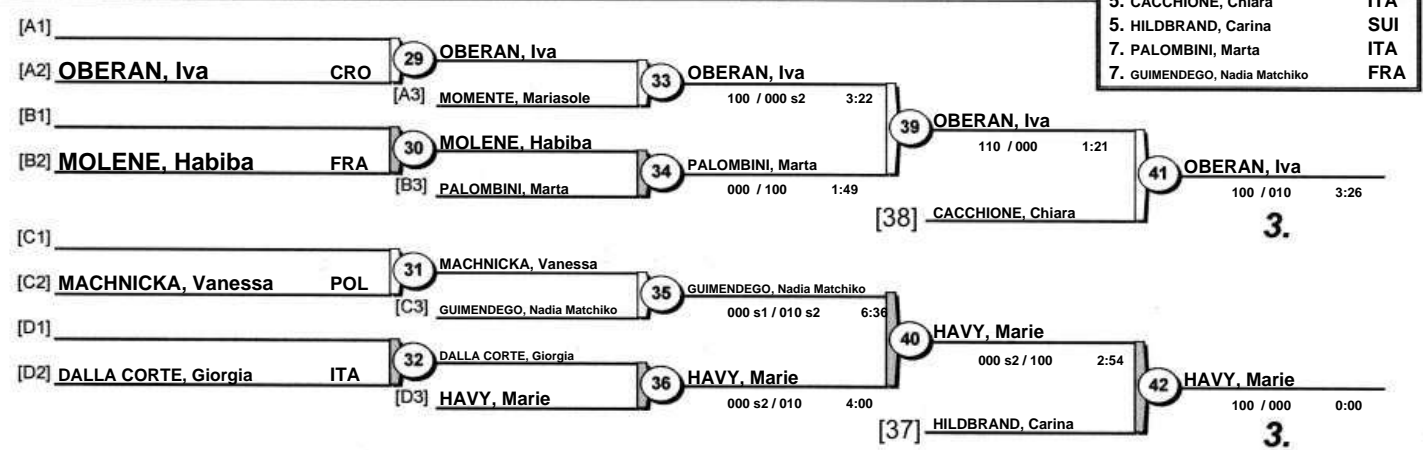 5. CACCHIONE, Chiara ITA
5. HILDBRAND, Carina SUI
7. PALOMBINI, Marta ITA
7. GUIMENDEGO, Nadia Matchiko FRA
[A1]
[A2] OBERAN, Iva CRO
29
OBERAN, Iva
[A3] MOMENTE, Mariasole
33
OBERAN, Iva
100 / 000 s2 3:22
[B1]
[B2] MOLENE, Habiba FRA
30
MOLENE, Habiba
[B3] PALOMBINI, Marta
34
PALOMBINI, Marta
000 / 100 1:49
39
OBERAN, Iva
110 / 000 1:21
[38] CACCHIONE, Chiara
41
OBERAN, Iva
100 / 010 3:26
3.
[C1]
[C2] MACHNICKA, Vanessa POL
31
MACHNICKA, Vanessa
[C3] GUIMENDEGO, Nadia Matchiko
35
GUIMENDEGO, Nadia Matchiko
000 s1 / 010 s2 6:36
[D1]
[D2] DALLA CORTE, Giorgia ITA
32
DALLA CORTE, Giorgia
[D3] HAVY, Marie
36
HAVY, Marie
000 s2 / 010 4:00
40
HAVY, Marie
000 s2 / 100 2:54
[37] HILDBRAND, Carina
42
HAVY, Marie
100 / 000 0:00
3.